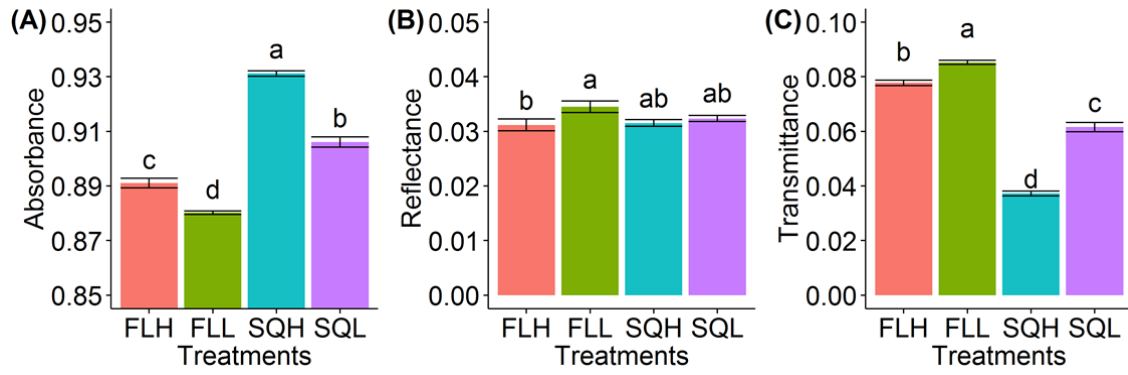 (A)
Absorbance
0.95
0.93
0.91
0.89
0.87
0.85
c
d
a
b
FLH FLL SQH SQL
Treatments
(B)
Reflectance
0.05
0.04
0.03
0.02
0.01
0.00
b
a
ab
ab
FLH FLL SQH SQL
Treatments
(C)
Transmittance
0.10
0.08
0.06
0.04
0.02
0.00
b
a
d
c
FLH FLL SQH SQL
Treatments